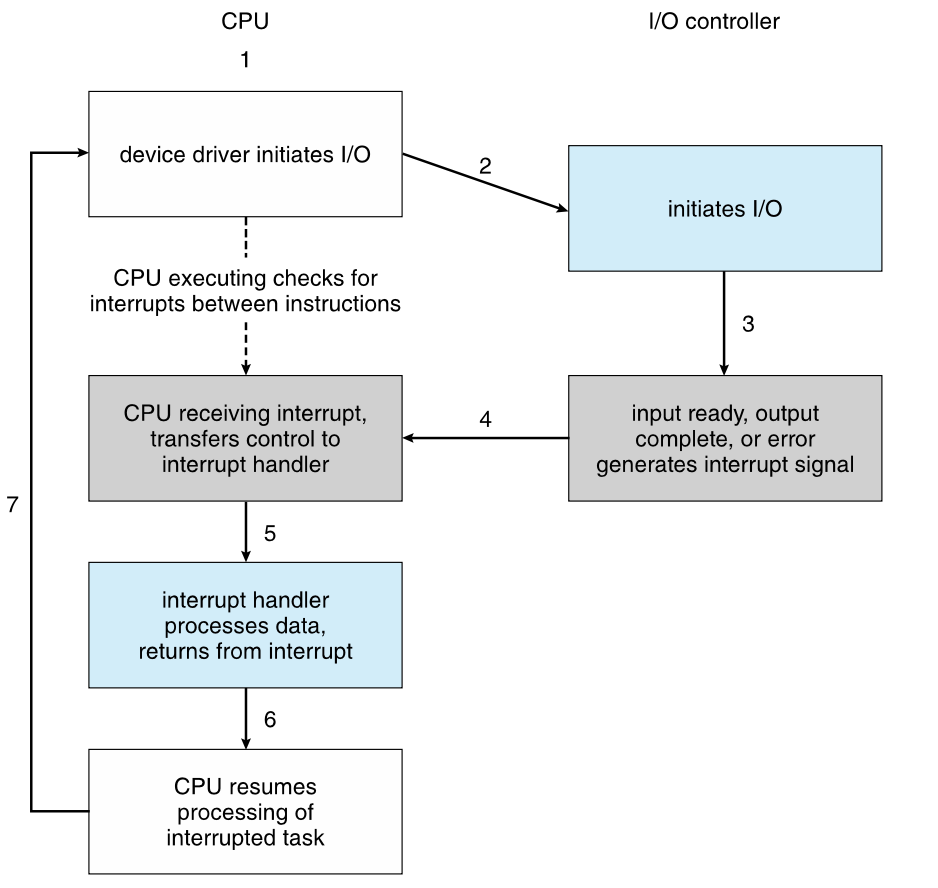 CPU
I/O controller
1
device driver initiates I/O
2
initiates I/O
CPU executing checks for
interrupts between instructions
3
CPU receiving interrupt,
transfers control to
interrupt handler
4
input ready, output
complete, or error
generates interrupt signal
7
5
interrupt handler
processes data,
returns from interrupt
6
CPU resumes
processing of
interrupted task